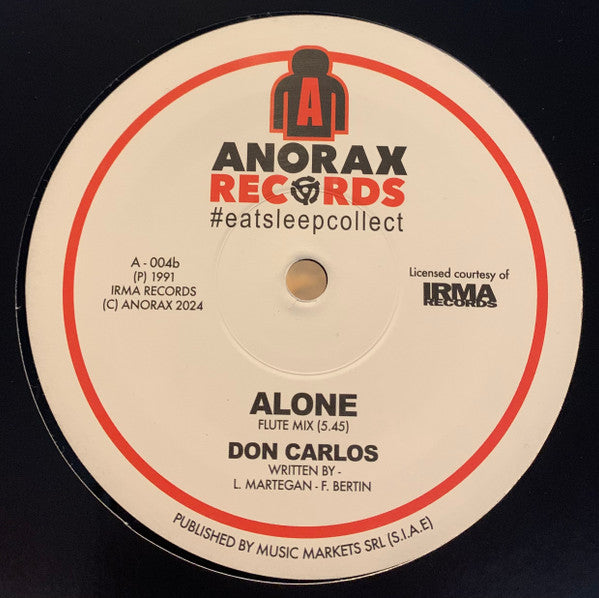 A
ANORAX
RECORDS
#eatsleepcollect
A - 004b
(P) 1991
IRMA RECORDS
(C) ANORAX 2024
Licensed courtesy of
IRMA
RECORDS
ALONE
FLUTE MIX (5.45)
DON CARLOS
WRITTEN BY -
L. MARTEGAN - F. BERTIN
PUBLISHED BY MUSIC MARKETS SRL (S.I.A.E)